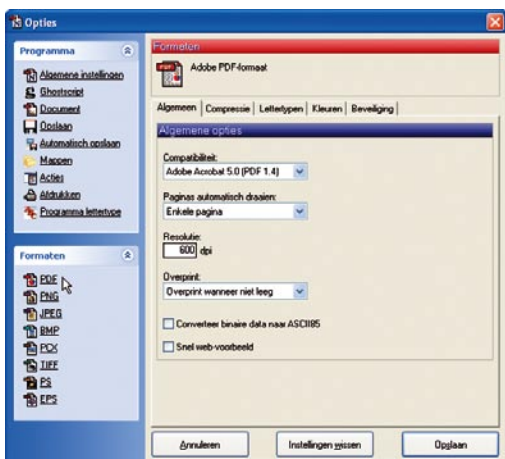 Opties
Programma
Algemene instellingen
Ghostscript
Document
Opslaan
Automatisch opslaan
Mappen
Acties
Afdrukken
Programma lettertype
Formaten
PDF
PNG
JPEG
BMP
PCX
TIFF
PS
EPS
Formaten
Adobe PDF-formaat
Algemeen Compressie Lettertypen Kleuren Beveiliging
Algemene opties
Compatibiliteit:
Adobe Acrobat 5.0 (PDF 1.4)
Paginas automatisch draaien:
Enkele pagina
Resolutie:
600 dpi
Overprint:
Overprint wanneer niet leeg
Converteer binaire data naar ASCII85
Snel web-voorbeeld
Annuleren Instellingen wissen Opslaan